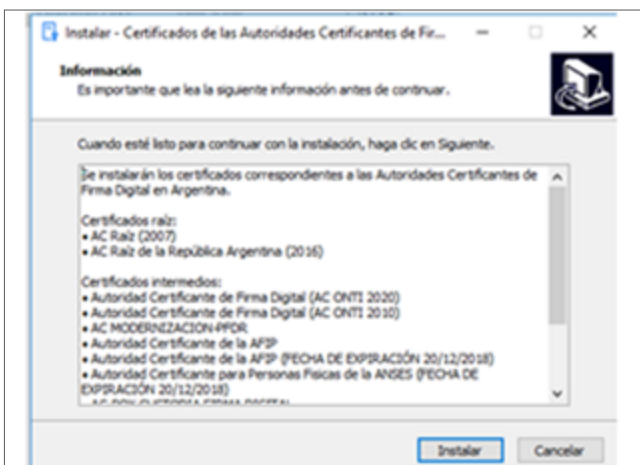 Instalar - Certificados de las Autoridades Certificantes de Fir...
Información
Es importante que lea la siguiente información antes de continuar.
Cuando esté listo para continuar con la instalación, haga clic en Siguiente.
Se instalarán los certificados correspondientes a las Autoridades Certificantes de
Firma Digital en Argentina.
Certificados raíz:
• AC Raíz (2007)
• AC Raíz de la República Argentina (2016)
Certificados intermedios:
• Autoridad Certificante de Firma Digital (AC ONTI 2020)
• Autoridad Certificante de Firma Digital (AC ONTI 2010)
• AC MODERNIZACION-PFDR
• Autoridad Certificante de la AFIP
• Autoridad Certificante de la AFIP (FECHA DE EXPIRACIÓN 20/12/2018)
• Autoridad Certificante para Personas Físicas de la ANSES (FECHA DE
EXPIRACIÓN 20/12/2018)
Instalar
Cancelar